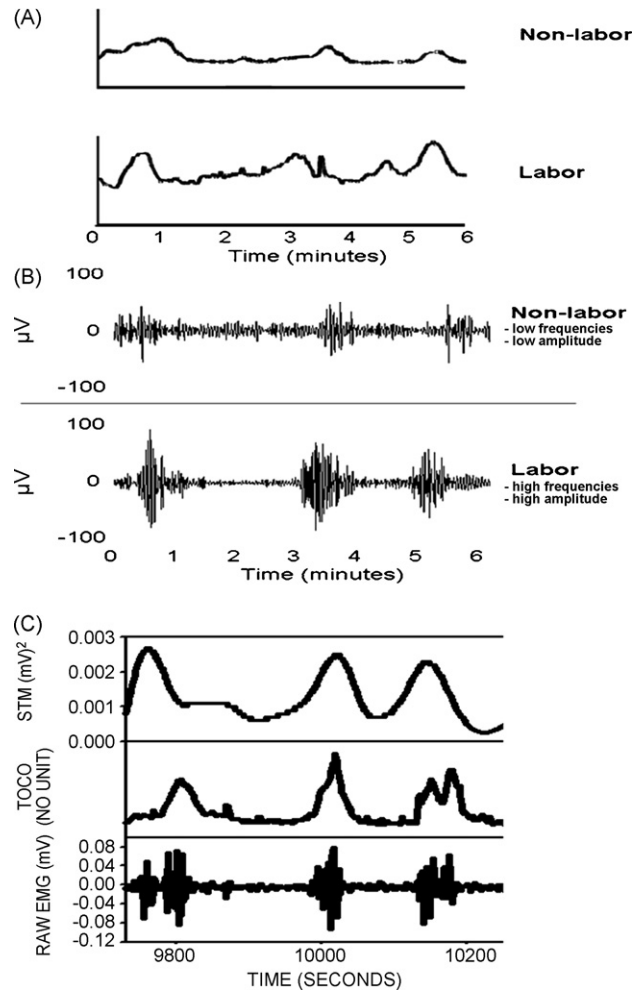 (A)
Non-labor
Labor
0 1 2 3 4 5 6
Time (minutes)
(B)
100
µV 0
-100
Non-labor
- low frequencies
- low amplitude
100
µV 0
-100
Labor
- high frequencies
- high amplitude
0 1 2 3 4 5 6
Time (minutes)
(C)
STM (mV)²
0.003
0.002
0.001
0.000
TOCO
(NO UNIT)
RAW EMG (mV)
0.08
0.04
0.00
-0.04
-0.08
-0.12
9800 10000 10200
TIME (SECONDS)